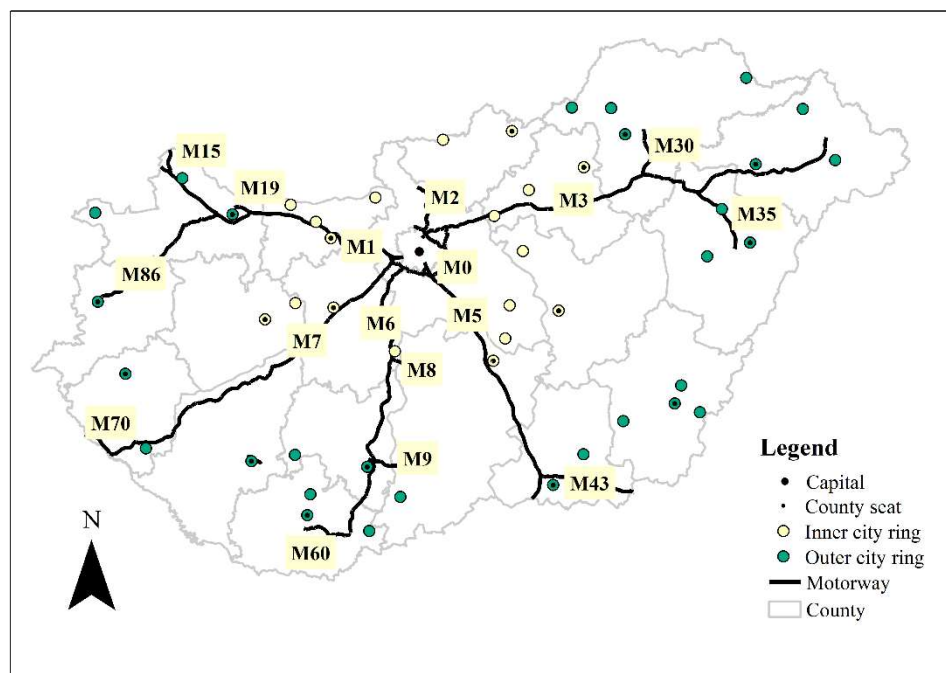 M15
M19
M30
M2
M3
M35
M1
M0
M86
M6
M5
M7
M8
M70
M9
M43
M60
N
Legend
Capital
County seat
Inner city ring
Outer city ring
Motorway
County